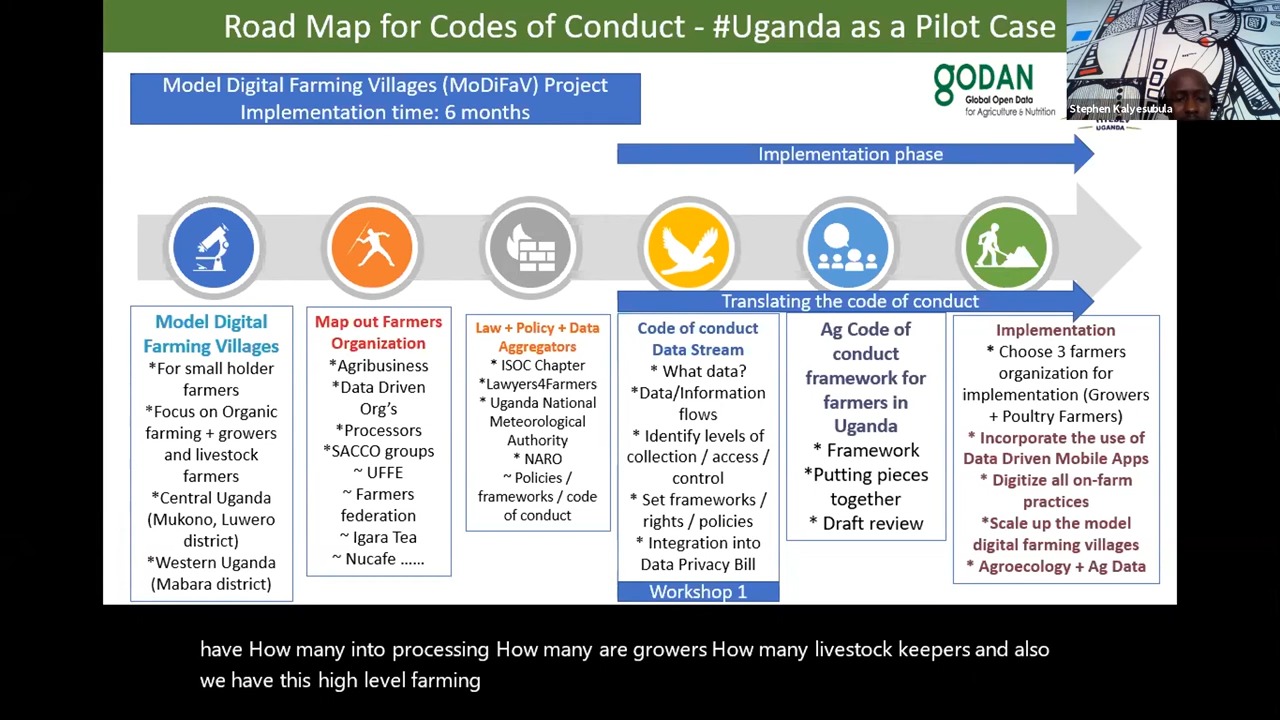 Road Map for Codes of Conduct - #Uganda as a Pilot Case
Model Digital Farming Villages (MoDiFaV) Project
Implementation time: 6 months
GODAN
Global Open Data
for Agriculture & Nutrition
Stephen Kalyesubula
UGANDA
Implementation phase
Translating the code of conduct
Model Digital
Farming Villages
*For small holder
farmers
*Focus on Organic
farming + growers
and livestock
farmers
*Central Uganda
(Mukono, Luwero
district)
*Western Uganda
(Mabara district)
Map out Farmers
Organization
*Agribusiness
*Data Driven
Org's
*Processors
*SACCO groups
~ UFFE
~ Farmers
federation
~ Igara Tea
~ Nucafe ......
Law + Policy + Data
Aggregators
* ISOC Chapter
*Lawyers4Farmers
* Uganda National
Meteorological
Authority
* NARO
~ Policies /
frameworks / code
of conduct
Code of conduct
Data Stream
* What data?
*Data/Information
flows
* Identify levels of
collection / access /
control
* Set frameworks /
rights / policies
* Integration into
Data Privacy Bill
Workshop 1
Ag Code of
conduct
framework for
farmers in
Uganda
* Framework
*Putting pieces
together
* Draft review
Implementation
* Choose 3 farmers
organization for
implementation (Growers
+ Poultry Farmers)
* Incorporate the use of
Data Driven Mobile Apps
* Digitize all on-farm
practices
*Scale up the model
digital farming villages
* Agroecology + Ag Data
have How many into processing How many are growers How many livestock keepers and also
we have this high level farming